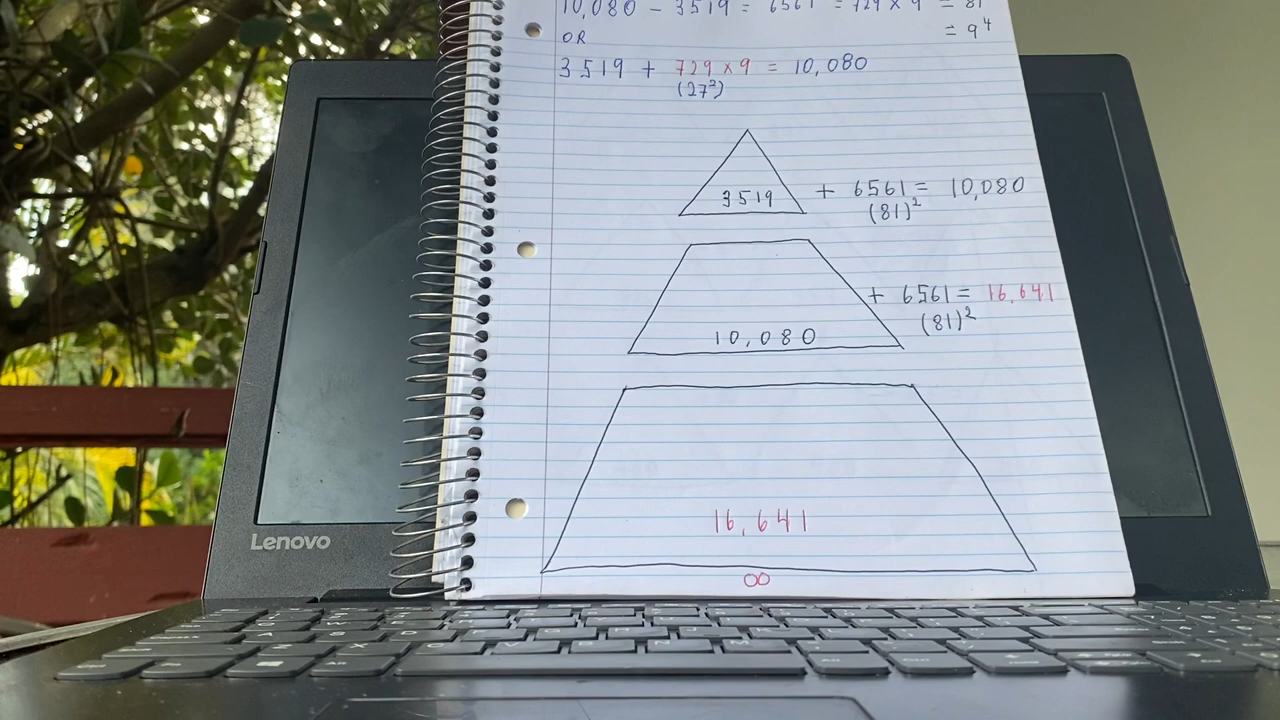 10,080 - 3519 = 6561 = 729 x 9 = 81
= 9⁴
OR
3519 + 729 x 9 = 10,080
(27²)
3519 + 6561 = 10,080
(81)²
+ 6561 = 16,641
(81)²
10,080
16,641
∞
Lenovo